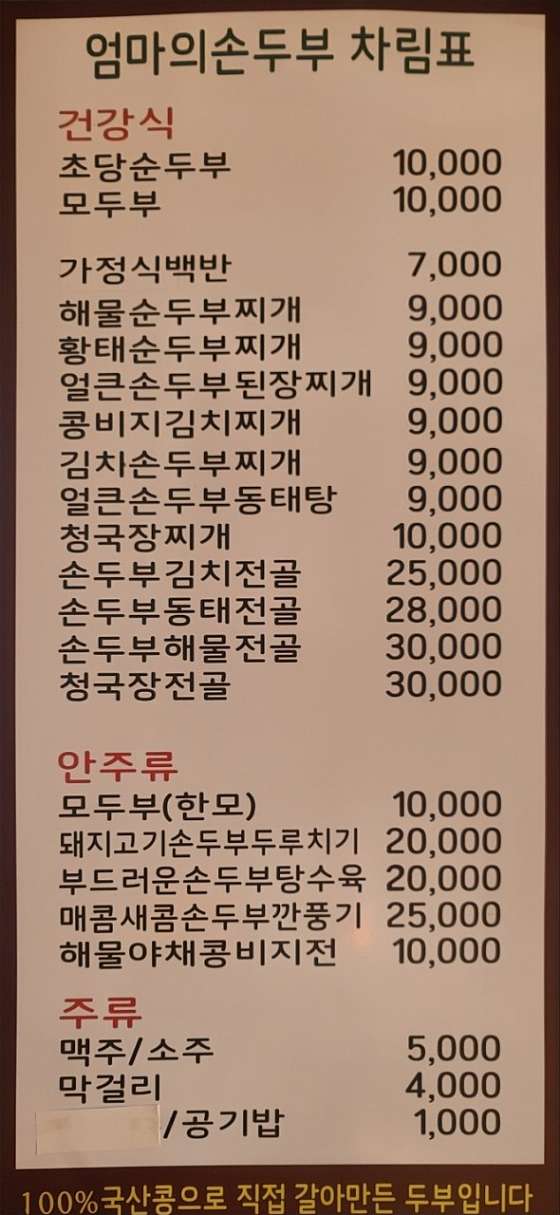 엄마의손두부 차림표
건강식
초당순두부 10,000
모두부 10,000
가정식백반 7,000
해물순두부찌개 9,000
황태순두부찌개 9,000
얼큰손두부된장찌개 9,000
콩비지김치찌개 9,000
김차손두부찌개 9,000
얼큰손두부동태탕 9,000
청국장찌개 10,000
손두부김치전골 25,000
손두부동태전골 28,000
손두부해물전골 30,000
청국장전골 30,000
안주류
모두부(한모) 10,000
돼지고기손두부두루치기 20,000
부드러운손두부탕수육 20,000
매콤새콤손두부깐풍기 25,000
해물야채콩비지전 10,000
주류
맥주/소주 5,000
막걸리 4,000
/공기밥 1,000
100%국산콩으로 직접 갈아만든 두부입니다